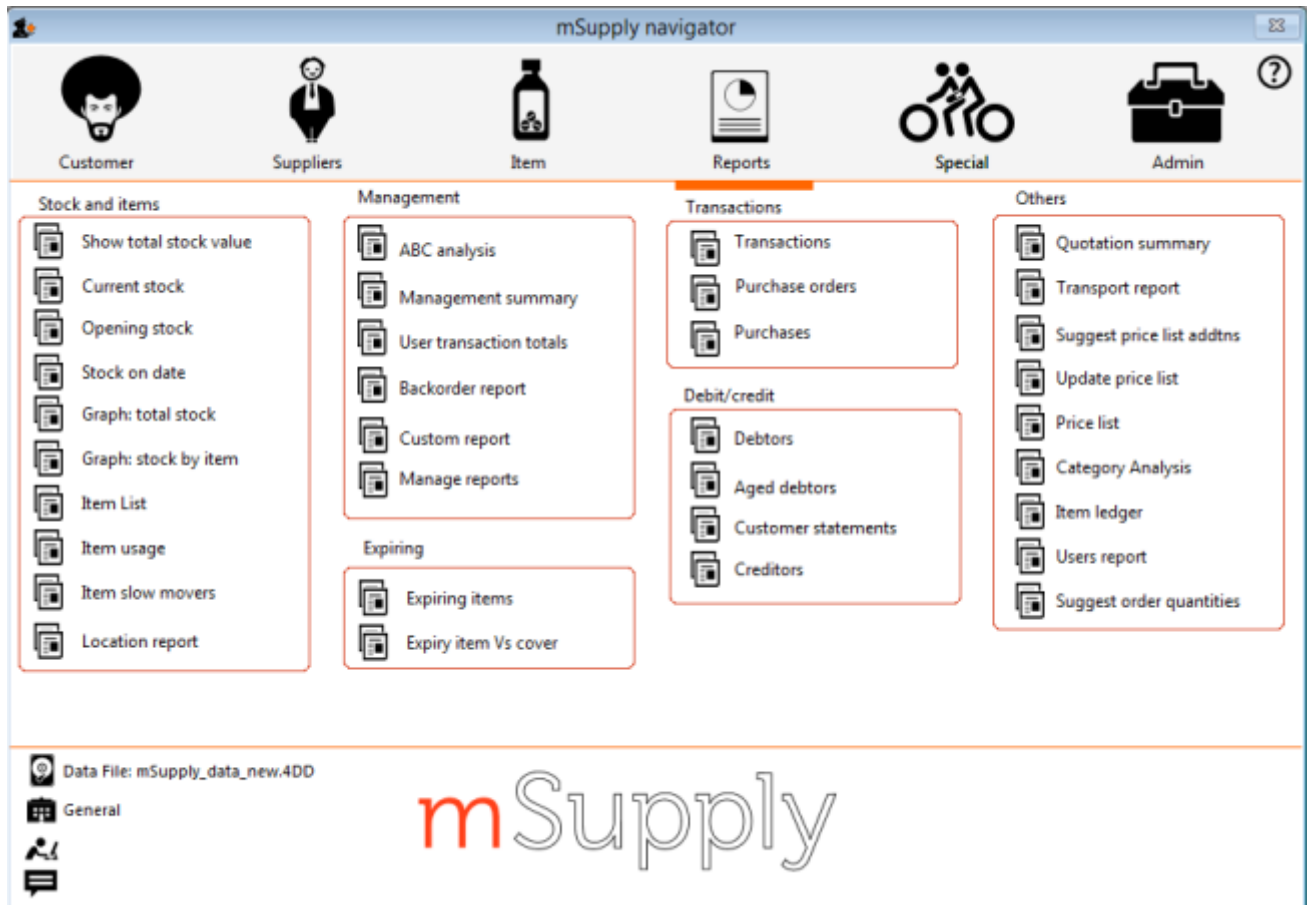 mSupply navigator
?
Customer
Suppliers
Item
Reports
Special
Admin
Stock and items
Show total stock value
Current stock
Opening stock
Stock on date
Graph: total stock
Graph: stock by item
Item List
Item usage
Item slow movers
Location report
Management
ABC analysis
Management summary
User transaction totals
Backorder report
Custom report
Manage reports
Expiring
Expiring items
Expiry item Vs cover
Transactions
Transactions
Purchase orders
Purchases
Debit/credit
Debtors
Aged debtors
Customer statements
Creditors
Others
Quotation summary
Transport report
Suggest price list addtns
Update price list
Price list
Category Analysis
Item ledger
Users report
Suggest order quantities
Data File: mSupply_data_new.4DD
General
mSupply